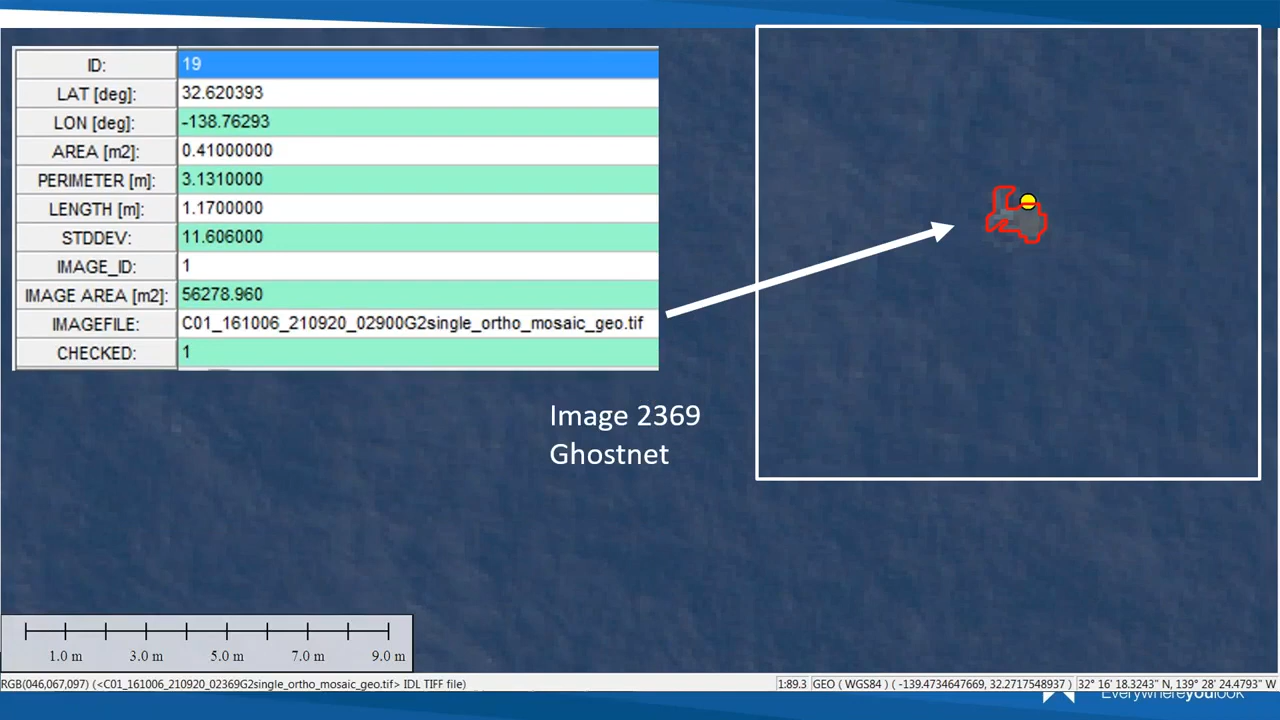 ID: 19
LAT [deg]: 32.620393
LON [deg]: -138.76293
AREA [m2]: 0.41000000
PERIMETER [m]: 3.1310000
LENGTH [m]: 1.1700000
STDDEV: 11.606000
IMAGE_ID: 1
IMAGE AREA [m2]: 56278.960
IMAGEFILE: C01_161006_210920_02900G2single_ortho_mosaic_geo.tif
CHECKED: 1
Image 2369
Ghostnet
1.0 m 3.0 m 5.0 m 7.0 m 9.0 m
RGB(046,067,097) (<C01_161006_210920_02369G2single_ortho_mosaic_geo.tif> IDL TIFF file) 1:89.3 GEO ( WGS84 ) ( -139.4734647669, 32.2717548937 ) 32° 16' 18.3243" N, 139° 28' 24.4793" W
Everywhereyoulook